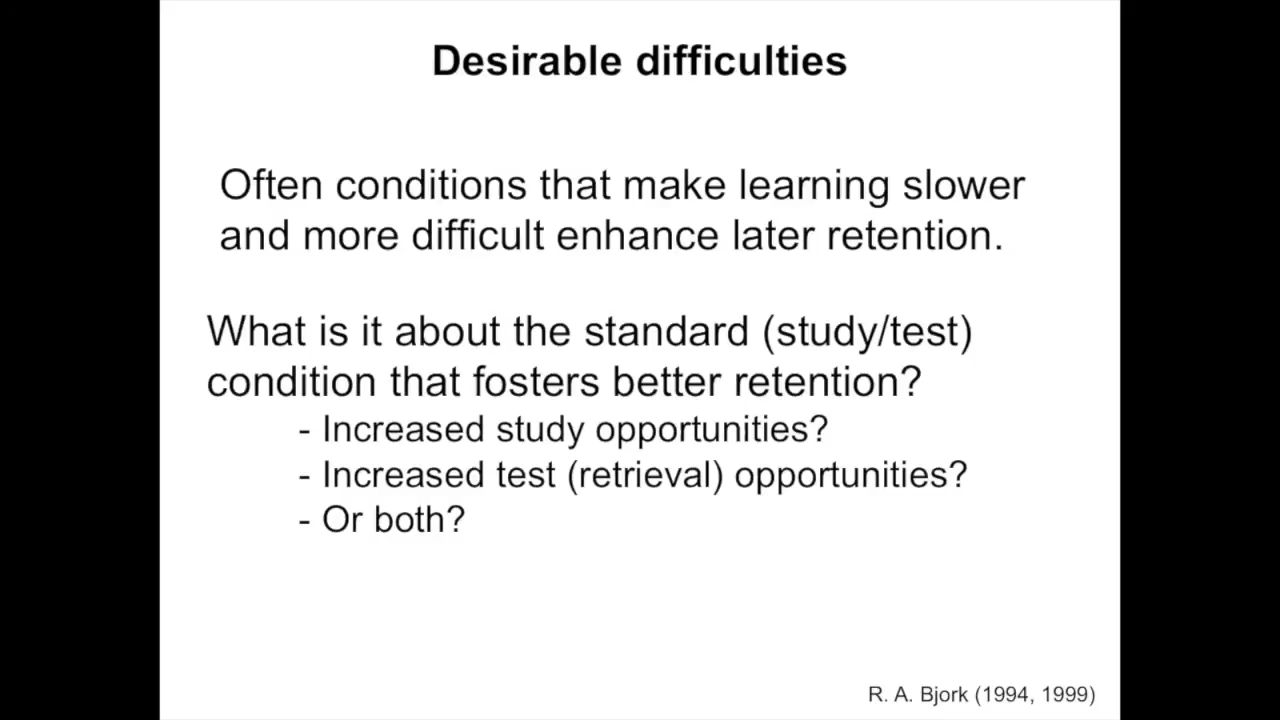 Desirable difficulties
Often conditions that make learning slower
and more difficult enhance later retention.
What is it about the standard (study/test)
condition that fosters better retention?
- Increased study opportunities?
- Increased test (retrieval) opportunities?
- Or both?
R. A. Bjork (1994, 1999)